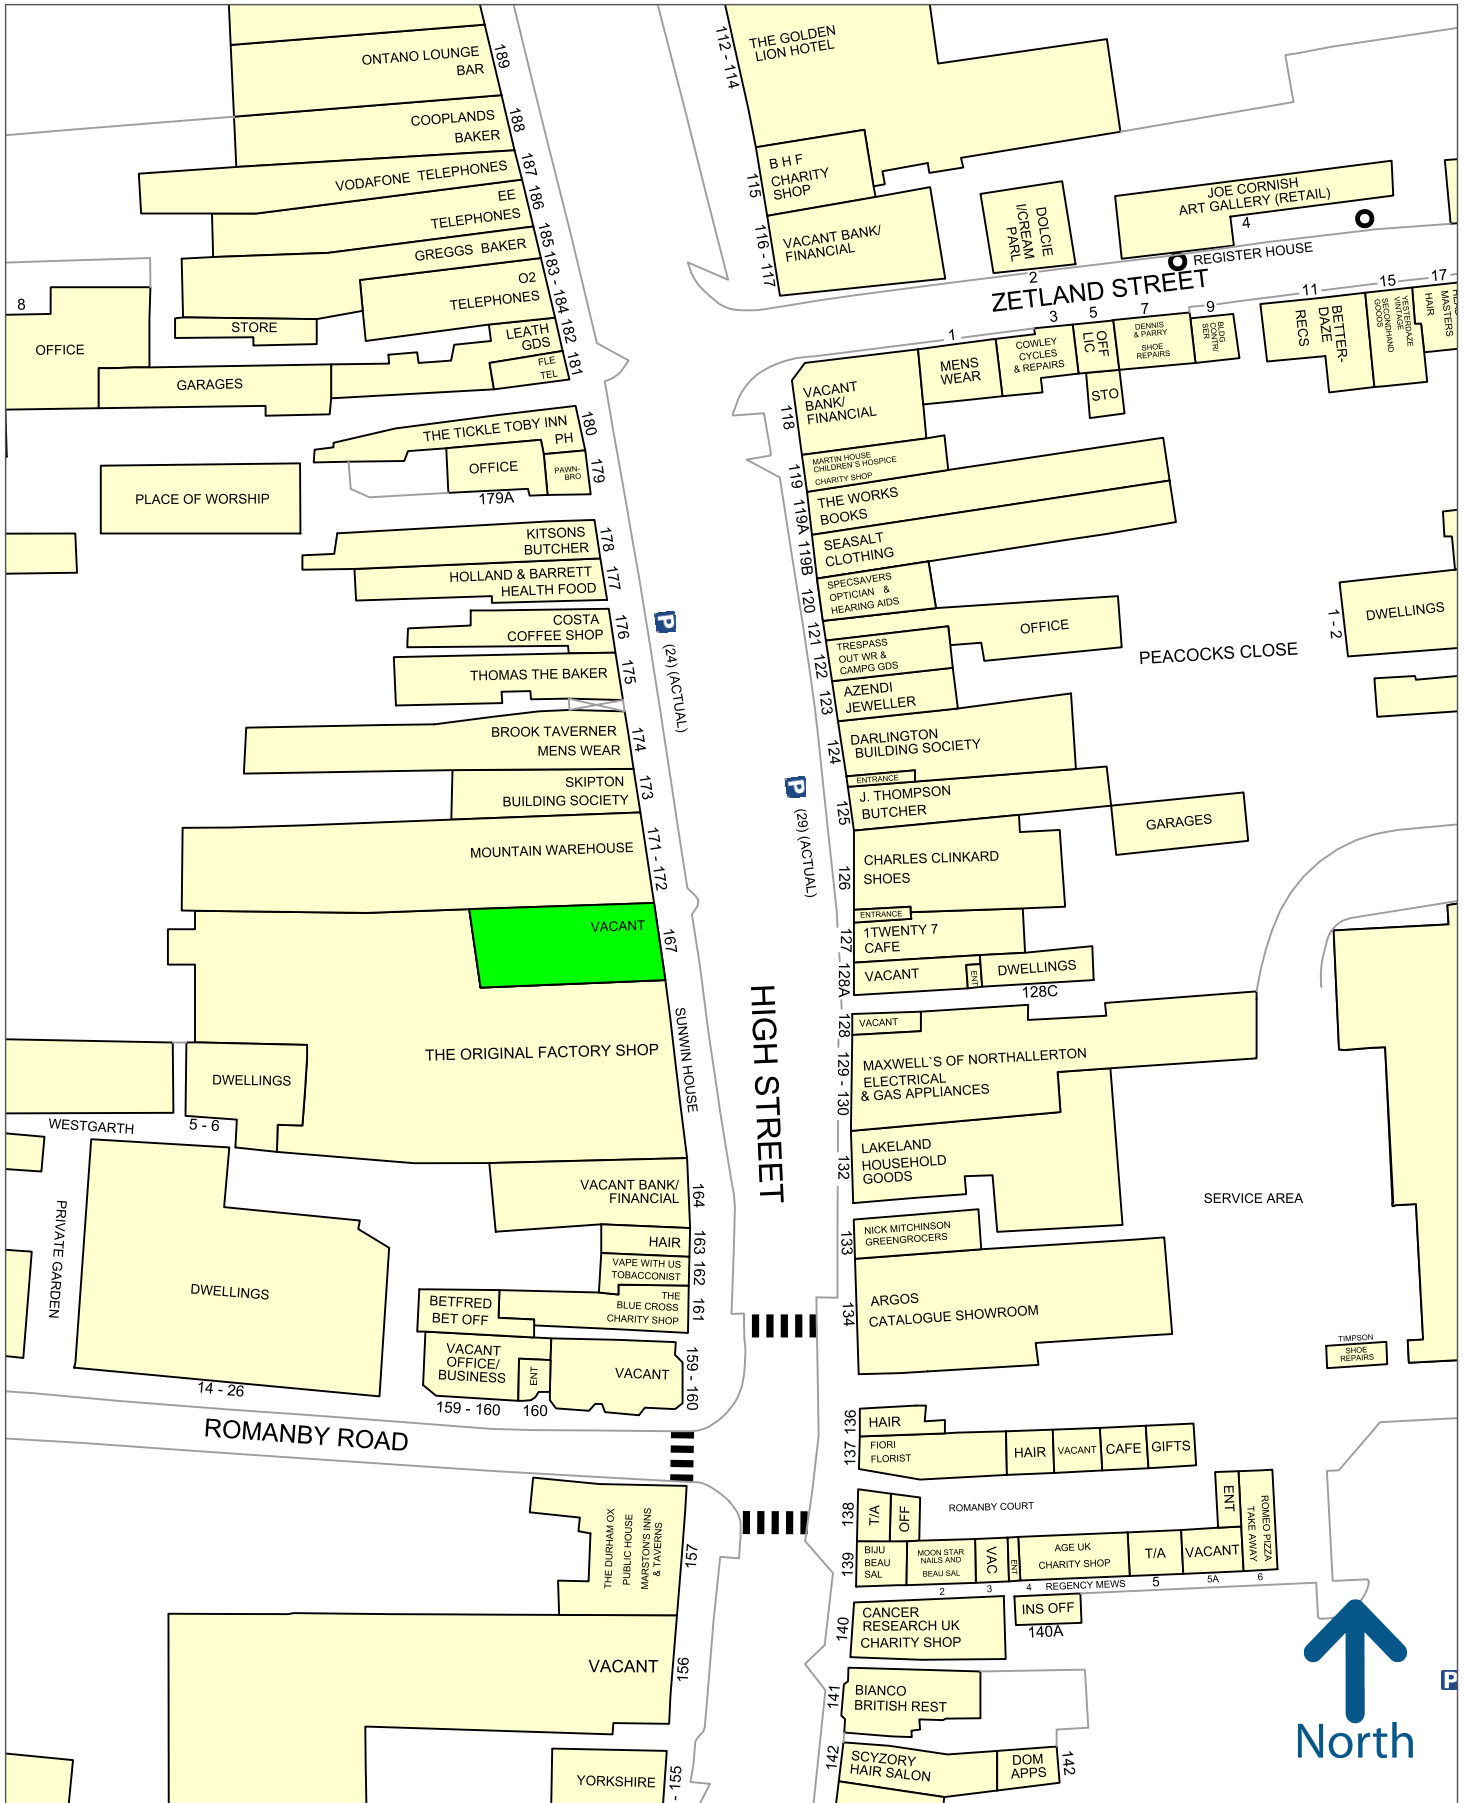 ONTANO LOUNGE
BAR
189
COOPLANDS
BAKER
188
VODAFONE TELEPHONES
187
EE
TELEPHONES
186
GREGGS BAKER
185
O2
TELEPHONES
183 - 184
STORE
LEATH
GDS
182
FLE
TEL
181
8
OFFICE
GARAGES
THE TICKLE TOBY INN
PH
180
OFFICE
PAWN-
BRO
179
179A
PLACE OF WORSHIP
KITSONS
BUTCHER
178
HOLLAND & BARRETT
HEALTH FOOD
177
COSTA
COFFEE SHOP
176
THOMAS THE BAKER
175
BROOK TAVERNER
MENS WEAR
174
SKIPTON
BUILDING SOCIETY
173
MOUNTAIN WAREHOUSE
171 - 172
VACANT
167
THE ORIGINAL FACTORY SHOP
SUNWIN HOUSE
DWELLINGS
5 - 6
WESTGARTH
PRIVATE GARDEN
DWELLINGS
14 - 26
VACANT BANK/
FINANCIAL
164
HAIR
163
VAPE WITH US
TOBACCONIST
162
THE
BLUE CROSS
CHARITY SHOP
161
BETFRED
BET OFF
VACANT
OFFICE/
BUSINESS
ENT
VACANT
159 - 160
159 - 160
160
ROMANBY ROAD
THE DURHAM OX
PUBLIC HOUSE
MARSTON'S INNS
& TAVERNS
157
VACANT
156
YORKSHIRE
- 155
P
(24) (ACTUAL)
P
(29) (ACTUAL)
HIGH STREET
112 - 114
THE GOLDEN
LION HOTEL
115
B H F
CHARITY
SHOP
116 - 117
VACANT BANK/
FINANCIAL
DOLCIE
I/CREAM
PARL
2
JOE CORNISH
ART GALLERY (RETAIL)
4
REGISTER HOUSE
ZETLAND STREET
1
3
5
7
9
11
15
17
118
VACANT
BANK/
FINANCIAL
MENS
WEAR
COWLEY
CYCLES
& REPAIRS
OFF
LIC
STO
DENNIS
& PARRY
SHOE
REPAIRS
BLDG
CONTR/
SER
BETTER-
DAZE
RECS
YESTERDAZE
VINTAGE
SECONDHAND
GOODS
MASTERS
HAIR
119
MARTIN HOUSE
CHILDREN`S HOSPICE
CHARITY SHOP
119A
THE WORKS
BOOKS
119B
SEASALT
CLOTHING
120
SPECSAVERS
OPTICIAN &
HEARING AIDS
121
OFFICE
122
TRESPASS
OUT WR &
CAMPG GDS
123
AZENDI
JEWELLER
124
DARLINGTON
BUILDING SOCIETY
ENTRANCE
125
J. THOMPSON
BUTCHER
GARAGES
126
CHARLES CLINKARD
SHOES
ENTRANCE
127
1TWENTY 7
CAFE
128A
VACANT
ENT
DWELLINGS
128C
PEACOCKS CLOSE
1 - 2
DWELLINGS
128
VACANT
129 - 130
MAXWELL`S OF NORTHALLERTON
ELECTRICAL
& GAS APPLIANCES
132
LAKELAND
HOUSEHOLD
GOODS
SERVICE AREA
133
NICK MITCHINSON
GREENGROCERS
134
ARGOS
CATALOGUE SHOWROOM
TIMPSON
SHOE
REPAIRS
136
HAIR
137
FIORI
FLORIST
HAIR
VACANT
CAFE
GIFTS
138
T/A
OFF
ROMANBY COURT
ENT
ROMEO PIZZA
TAKE AWAY
139
BIJU
BEAU
SAL
MOON STAR
NAILS AND
BEAU SAL
VAC
ENT
AGE UK
CHARITY SHOP
T/A
VACANT
2
3
4
REGENCY MEWS
5
5A
6
140
CANCER
RESEARCH UK
CHARITY SHOP
INS OFF
140A
141
BIANCO
BRITISH REST
142
SCYZORY
HAIR SALON
DOM
APPS
142
P
North